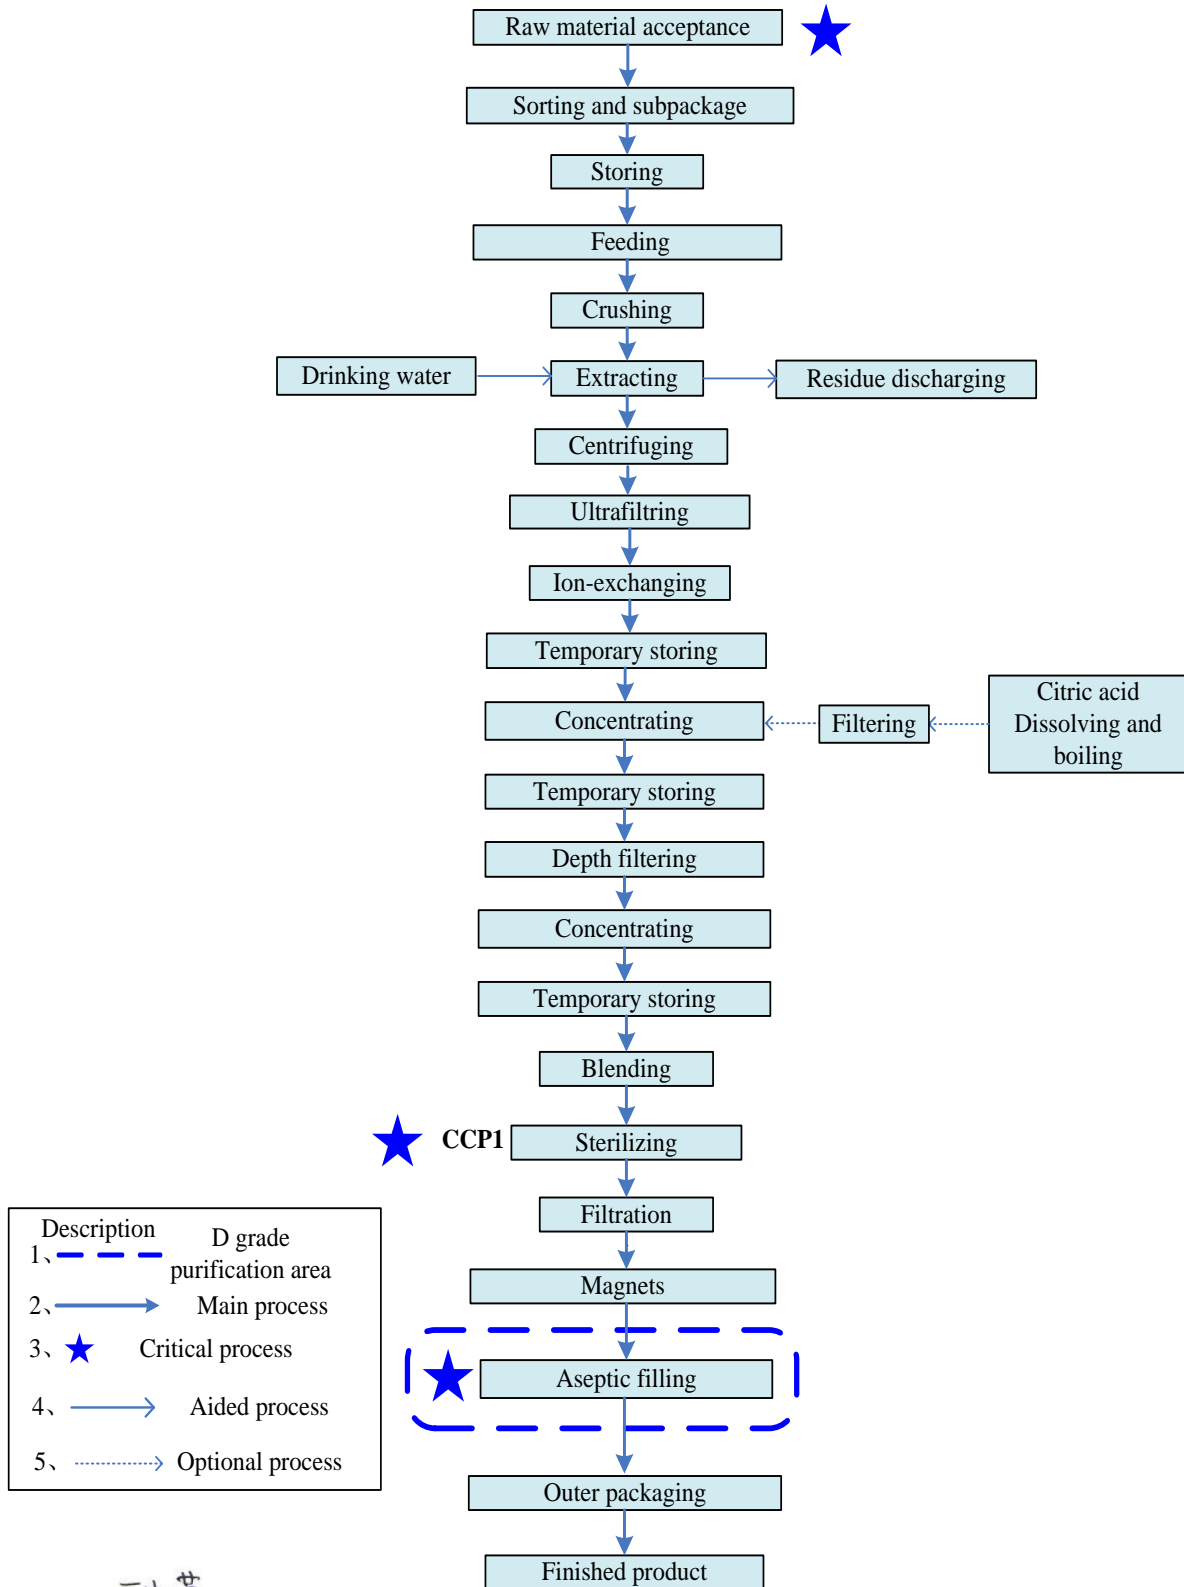 Raw material acceptance
Sorting and subpackage
Storing
Feeding
Crushing
Drinking water
Extracting
Residue discharging
Centrifuging
Ultrafiltring
Ion-exchanging
Temporary storing
Concentrating
Filtering
Citric acid
Dissolving and
boiling
Temporary storing
Depth filtering
Concentrating
Temporary storing
Blending
CCP1
Sterilizing
Filtration
Magnets
Aseptic filling
Outer packaging
Finished product
Description
1、 D grade
purification area
2、 Main process
3、 Critical process
4、 Aided process
5、 Optional process